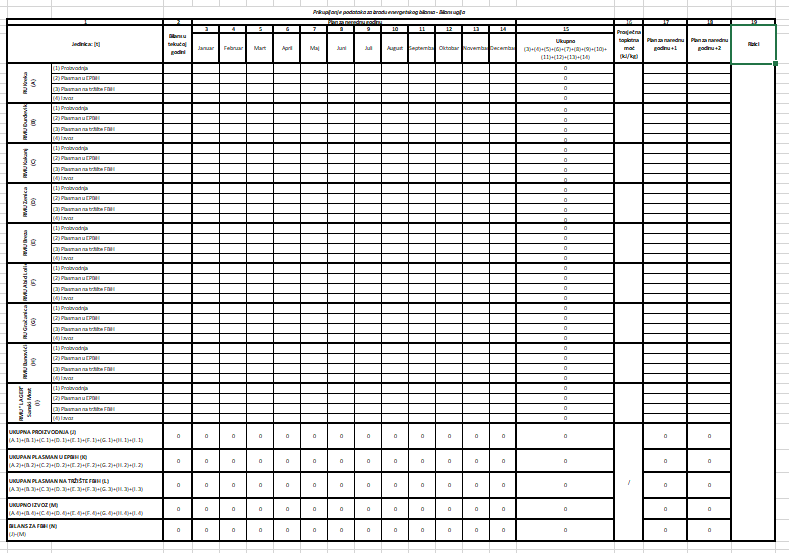 Prikupljanje podataka za izradu energetskog bilansa - Bilans uglja
1 2 Plan za narednu godinu 16 17 18 19
3 4 5 6 7 8 9 10 11 12 13 14 15
Jedinica: [t] Bilans u tekućoj godini Januar Februar Mart April Maj Juni Juli August Septembar Oktobar Novembar Decembar Ukupno (3)+(4)+(5)+(6)+(7)+(8)+(9)+(10)+(11)+(12)+(13)+(14) Prosječna toplotna moć (kJ/kg) Plan za narednu godinu +1 Plan za narednu godinu +2 Rizici
RU Kreka (A)
(1) Proizvodnja 0
(2) Plasman u EPBIH 0
(3) Plasman na tržište FBIH 0
(4) Izvoz 0
RMU Đurđevik (B)
(1) Proizvodnja 0
(2) Plasman u EPBIH 0
(3) Plasman na tržište FBIH 0
(4) Izvoz 0
RMU Kakanj (C)
(1) Proizvodnja 0
(2) Plasman u EPBIH 0
(3) Plasman na tržište FBIH 0
(4) Izvoz 0
RMU Zenica (D)
(1) Proizvodnja 0
(2) Plasman u EPBIH 0
(3) Plasman na tržište FBIH 0
(4) Izvoz 0
RMU Breza (E)
(1) Proizvodnja 0
(2) Plasman u EPBIH 0
(3) Plasman na tržište FBIH 0
(4) Izvoz 0
RMU Abid Lolić (F)
(1) Proizvodnja 0
(2) Plasman u EPBIH 0
(3) Plasman na tržište FBIH 0
(4) Izvoz 0
RU Gračanica (G)
(1) Proizvodnja 0
(2) Plasman u EPBIH 0
(3) Plasman na tržište FBIH 0
(4) Izvoz 0
RMU Banovići (H)
(1) Proizvodnja 0
(2) Plasman u EPBIH 0
(3) Plasman na tržište FBIH 0
(4) Izvoz 0
RMU "LAGER" Sanski Most (I)
(1) Proizvodnja 0
(2) Plasman u EPBIH 0
(3) Plasman na tržište FBIH 0
(4) Izvoz 0
UKUPNA PROIZVODNJA (J)
(A.1)+(B.1)+(C.1)+(D.1)+(E.1)+(F.1)+(G.1)+(H.1)+(I.1) 0 0 0 0 0 0 0 0 0 0 0 0 0 0 0 0
UKUPAN PLASMAN U EPBIH (K)
(A.2)+(B.2)+(C.2)+(D.2)+(E.2)+(F.2)+(G.2)+(H.2)+(I.2) 0 0 0 0 0 0 0 0 0 0 0 0 0 0 0 0
UKUPAN PLASMAN NA TRŽIŠTE FBIH (L)
(A.3)+(B.3)+(C.3)+(D.3)+(E.3)+(F.3)+(G.3)+(H.3)+(I.3) 0 0 0 0 0 0 0 0 0 0 0 0 0 0 / 0 0
UKUPNO IZVOZ (M)
(A.4)+(B.4)+(C.4)+(D.4)+(E.4)+(F.4)+(G.4)+(H.4)+(I.4) 0 0 0 0 0 0 0 0 0 0 0 0 0 0 0 0
BILANS ZA FBIH (N)
(J)-(M) 0 0 0 0 0 0 0 0 0 0 0 0 0 0 0 0